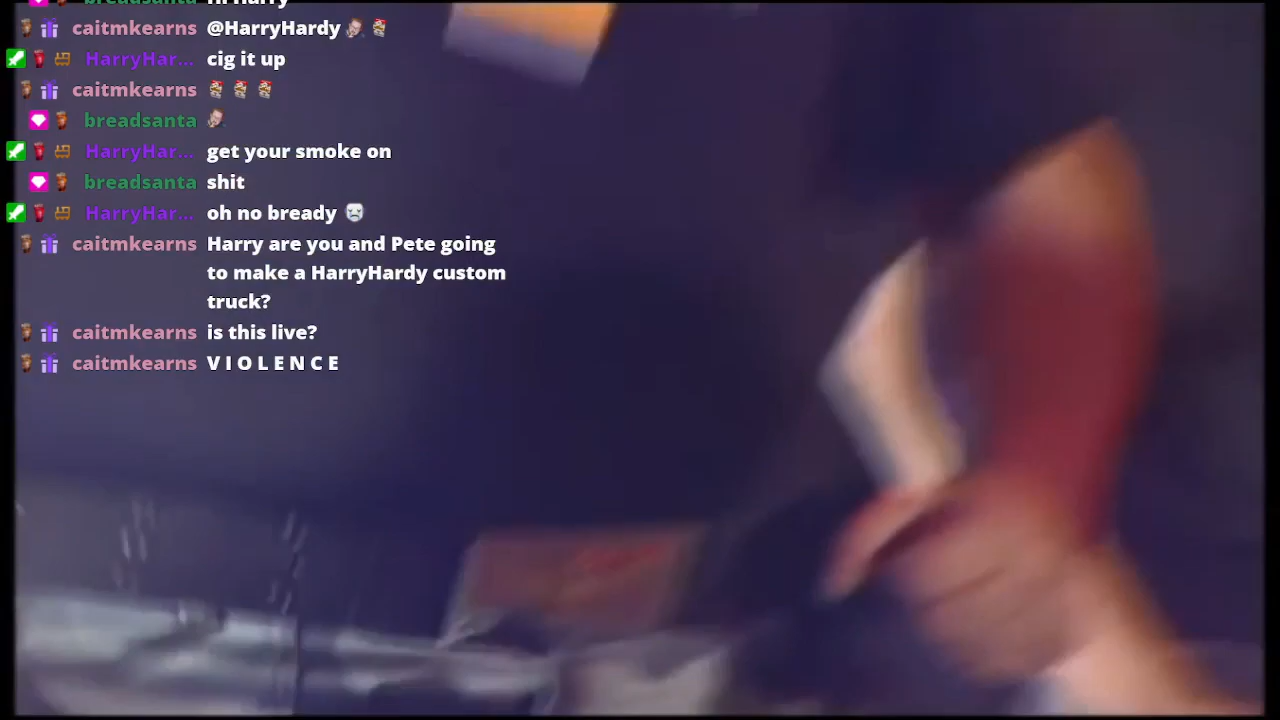 caitmkearns @HarryHardy
HarryHar... cig it up
caitmkearns
breadsanta
HarryHar... get your smoke on
breadsanta shit
HarryHar... oh no bready
caitmkearns Harry are you and Pete going
to make a HarryHardy custom
truck?
caitmkearns is this live?
caitmkearns V I O L E N C E